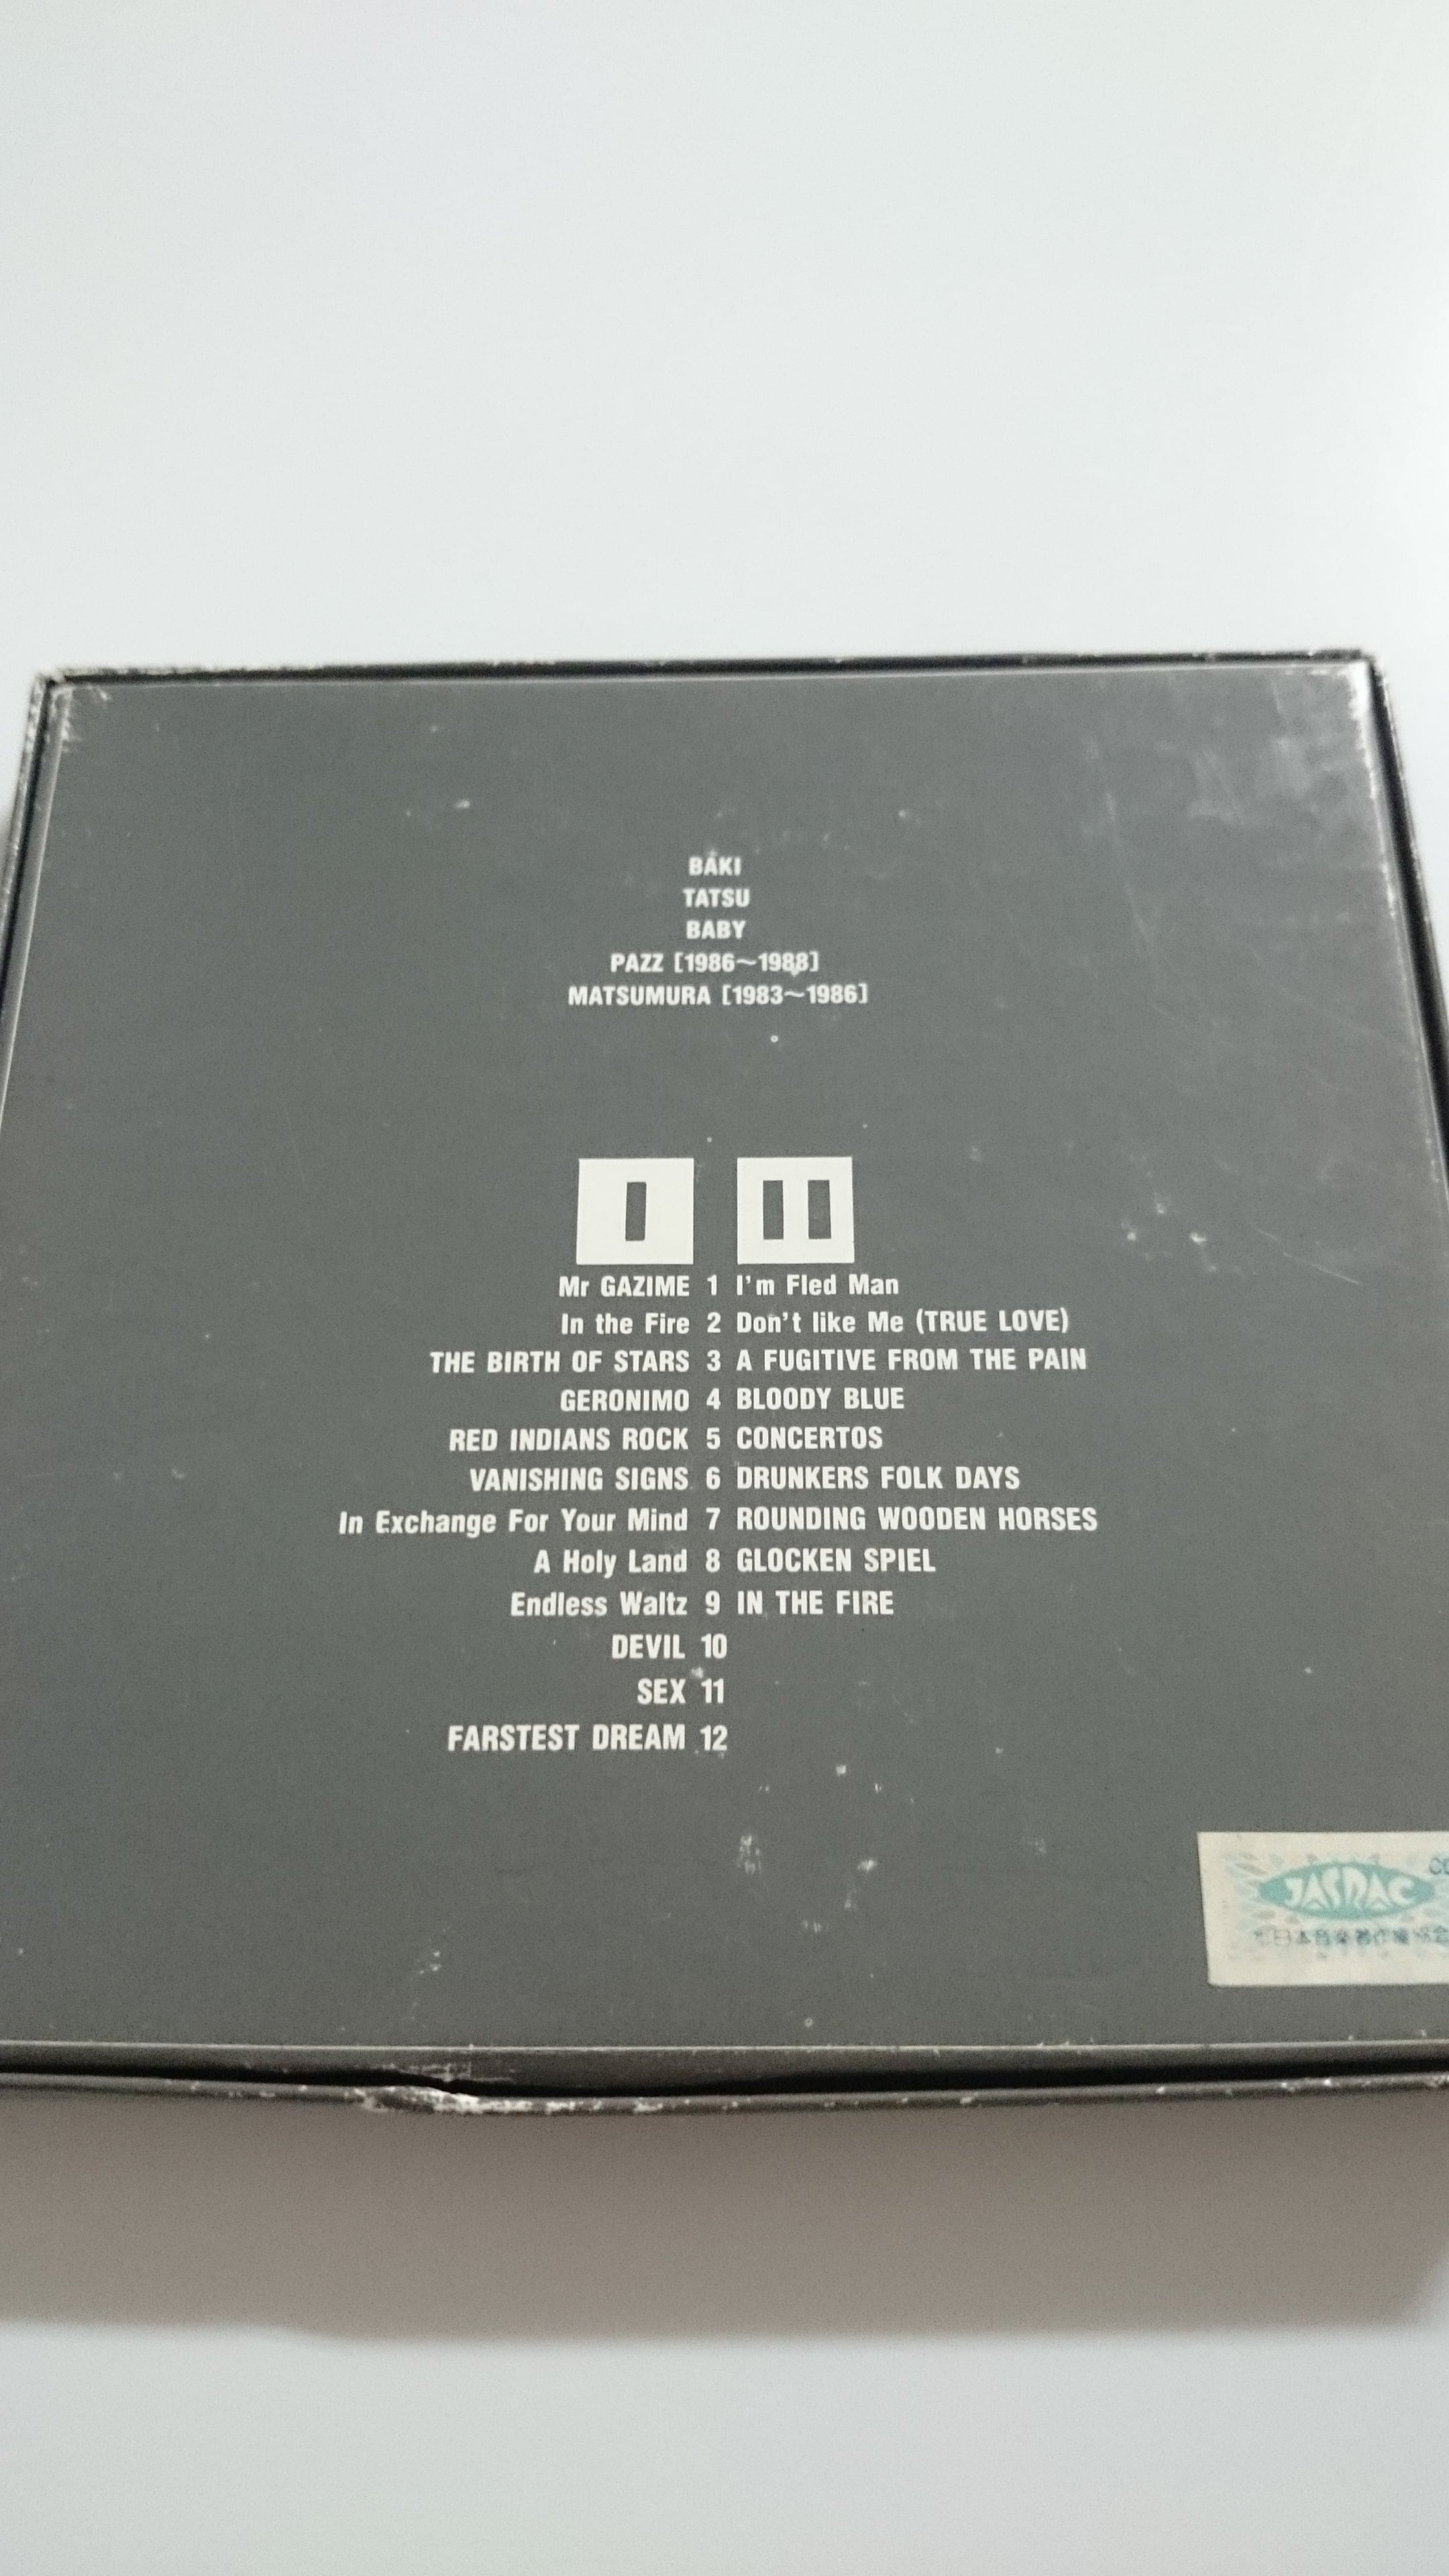 BAKI
TATSU
BABY
PAZZ [1986~1988]
MATSUMURA [1983~1986]
I II
Mr GAZIME 1 I'm Fled Man
In the Fire 2 Don't like Me (TRUE LOVE)
THE BIRTH OF STARS 3 A FUGITIVE FROM THE PAIN
GERONIMO 4 BLOODY BLUE
RED INDIANS ROCK 5 CONCERTOS
VANISHING SIGNS 6 DRUNKERS FOLK DAYS
In Exchange For Your Mind 7 ROUNDING WOODEN HORSES
A Holy Land 8 GLOCKEN SPIEL
Endless Waltz 9 IN THE FIRE
DEVIL 10
SEX 11
FARSTEST DREAM 12
JASRAC